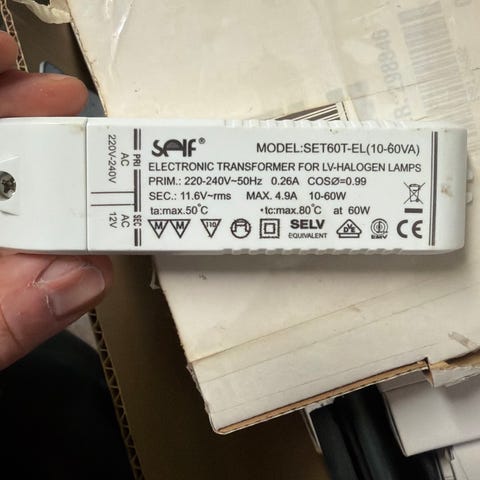 SELF®
MODEL:SET60T-EL(10-60VA)
ELECTRONIC TRANSFORMER FOR LV-HALOGEN LAMPS
PRIM.: 220-240V~50Hz 0.26A COSØ=0.99
SEC.: 11.6V~rms MAX. 4.9A 10-60W
ta:max.50°C •tc:max.80°C at 60W
M M 110 SELV
EQUIVALENT
CE
PRI
AC
220V-240V
SEC
AC
12V